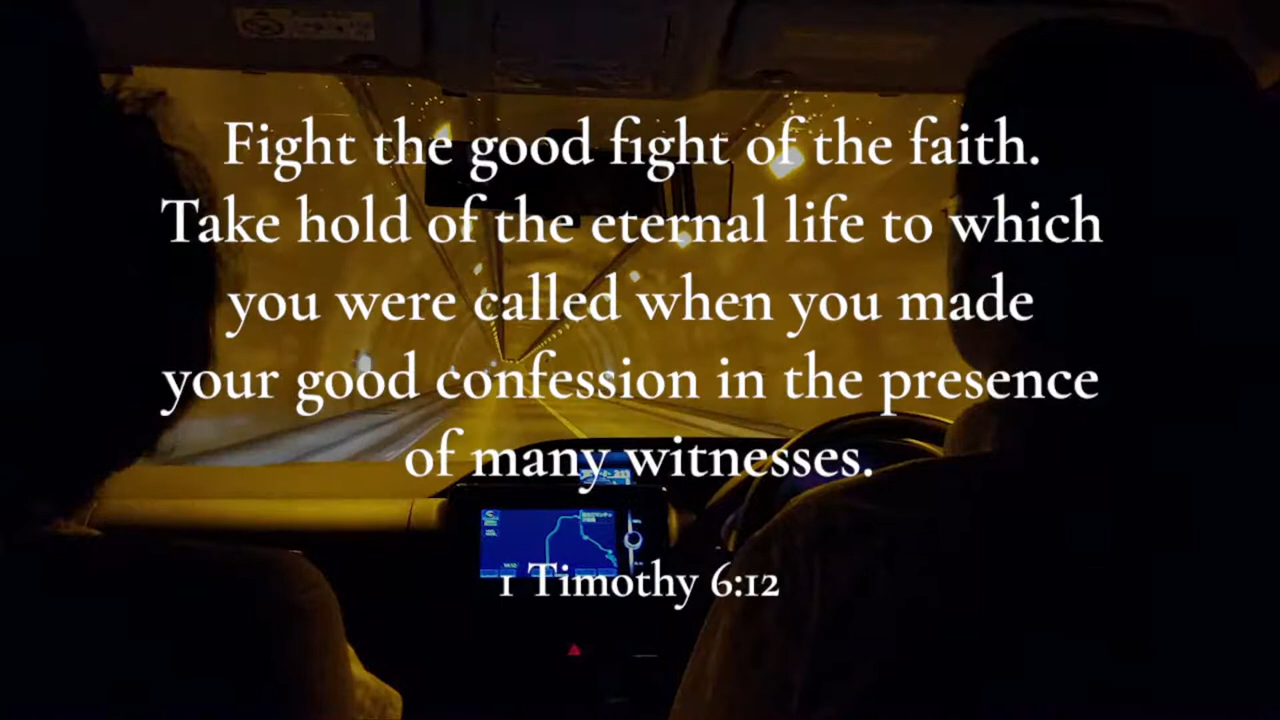 Fight the good fight of the faith.
Take hold of the eternal life to which
you were called when you made
your good confession in the presence
of many witnesses.
1 Timothy 6:12